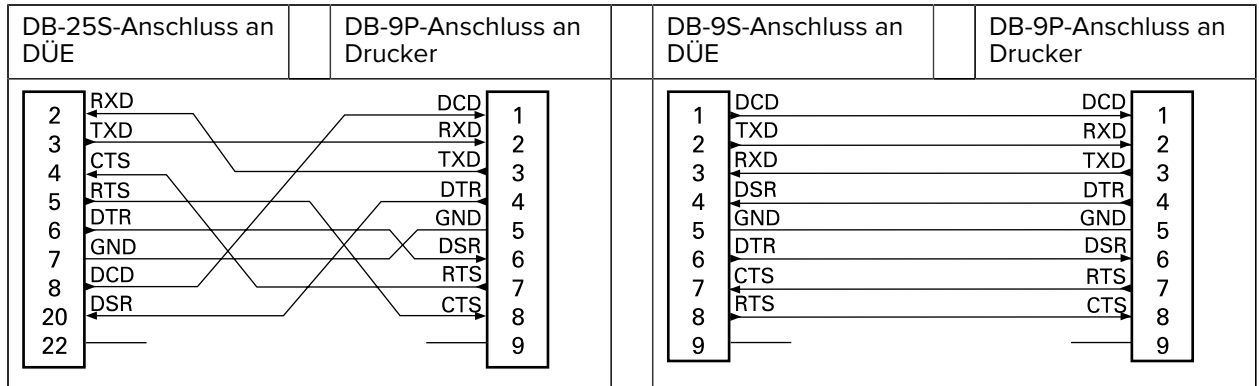 DB-25S-Anschluss an DÜE
DB-9P-Anschluss an Drucker
DB-9S-Anschluss an DÜE
DB-9P-Anschluss an Drucker
2 RXD DCD 1
3 TXD RXD 2
4 CTS TXD 3
5 RTS DTR 4
6 DTR GND 5
7 GND DSR 6
8 DCD RTS 7
20 DSR CTS 8
22 9
1 DCD DCD 1
2 TXD RXD 2
3 RXD TXD 3
4 DSR DTR 4
5 GND GND 5
6 DTR DSR 6
7 CTS RTS 7
8 RTS CTS 8
9 9